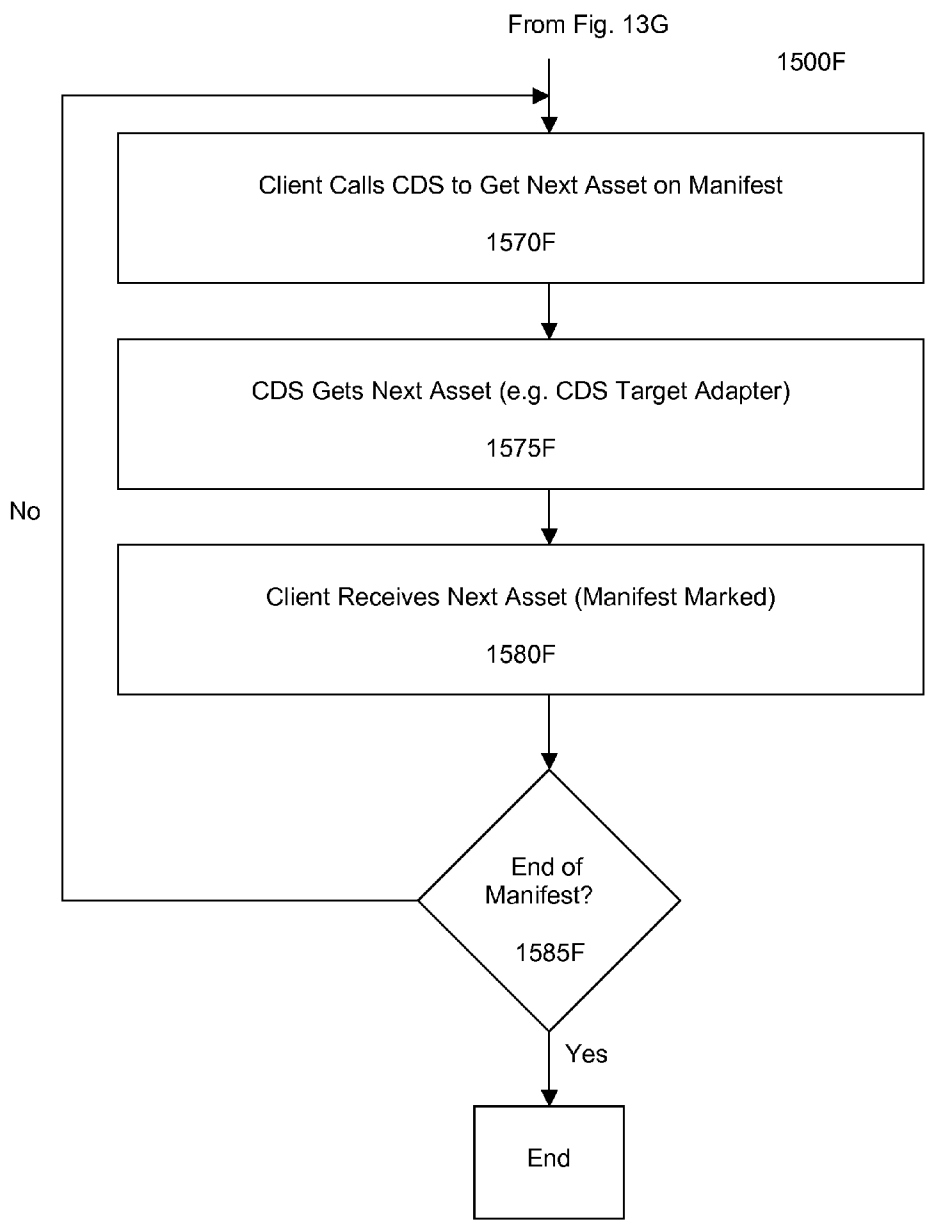 From Fig. 13G
1500F
Client Calls CDS to Get Next Asset on Manifest
1570F
CDS Gets Next Asset (e.g. CDS Target Adapter)
1575F
No
Client Receives Next Asset (Manifest Marked)
1580F
End of
Manifest?
1585F
Yes
End